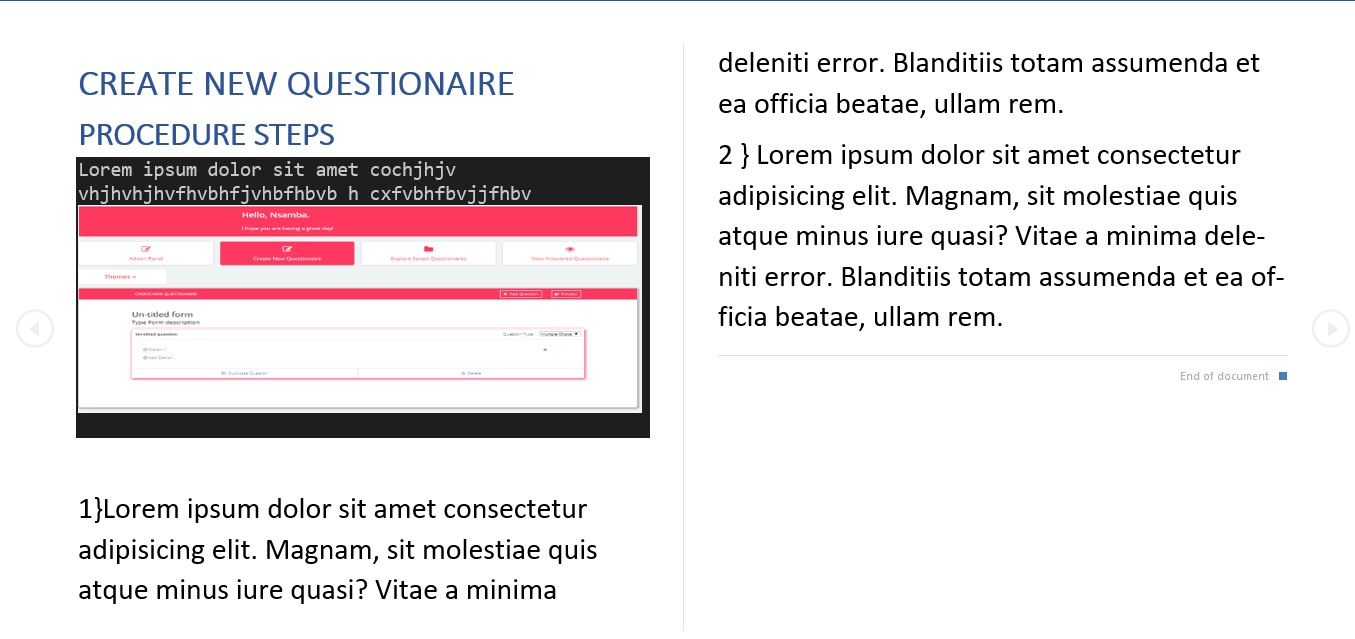 CREATE NEW QUESTIONAIRE
PROCEDURE STEPS
Lorem ipsum dolor sit amet cochjhjv
vhjhvhjhvfhvbhfjvhbfhbvb h cxfvbhfbvjjfhbv
Hello, Nsamba.
I hope you are having a great day!
Admin Panel
Create New Questionaire
Explore Saved Questionaires
View Answered Questionaire
Themes »
CREATE NEW QUESTIONAIRE
Add Question
Preview
Un-titled form
Type Form description
Un-titled question
Question Type :
Multiple Choice
Option 1
Add Option..
Duplicate Question
Delete
1}Lorem ipsum dolor sit amet consectetur
adipisicing elit. Magnam, sit molestiae quis
atque minus iure quasi? Vitae a minima
deleniti error. Blanditiis totam assumenda et
ea officia beatae, ullam rem.
2 } Lorem ipsum dolor sit amet consectetur
adipisicing elit. Magnam, sit molestiae quis
atque minus iure quasi? Vitae a minima dele-
niti error. Blanditiis totam assumenda et ea of-
ficia beatae, ullam rem.
End of document